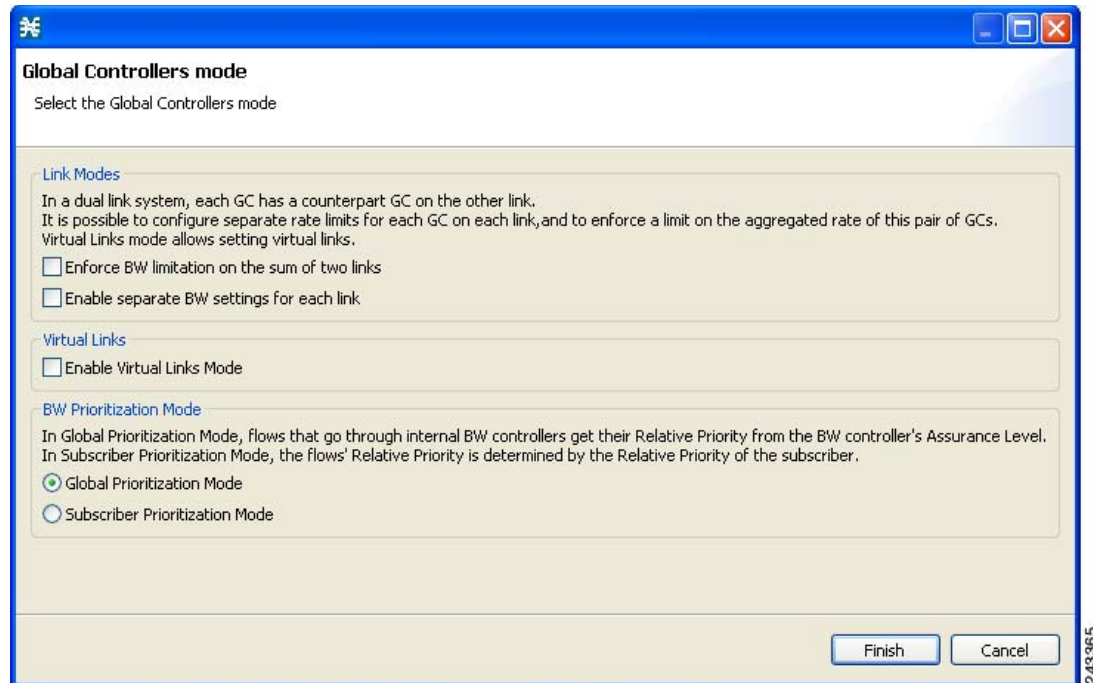 Global Controllers mode
Select the Global Controllers mode
Link Modes
In a dual link system, each GC has a counterpart GC on the other link.
It is possible to configure separate rate limits for each GC on each link,and to enforce a limit on the aggregated rate of this pair of GCs.
Virtual Links mode allows setting virtual links.
Enforce BW limitation on the sum of two links
Enable separate BW settings for each link
Virtual Links
Enable Virtual Links Mode
BW Prioritization Mode
In Global Prioritization Mode, flows that go through internal BW controllers get their Relative Priority from the BW controller's Assurance Level.
In Subscriber Prioritization Mode, the flows' Relative Priority is determined by the Relative Priority of the subscriber.
Global Prioritization Mode
Subscriber Prioritization Mode
Finish
Cancel
243365